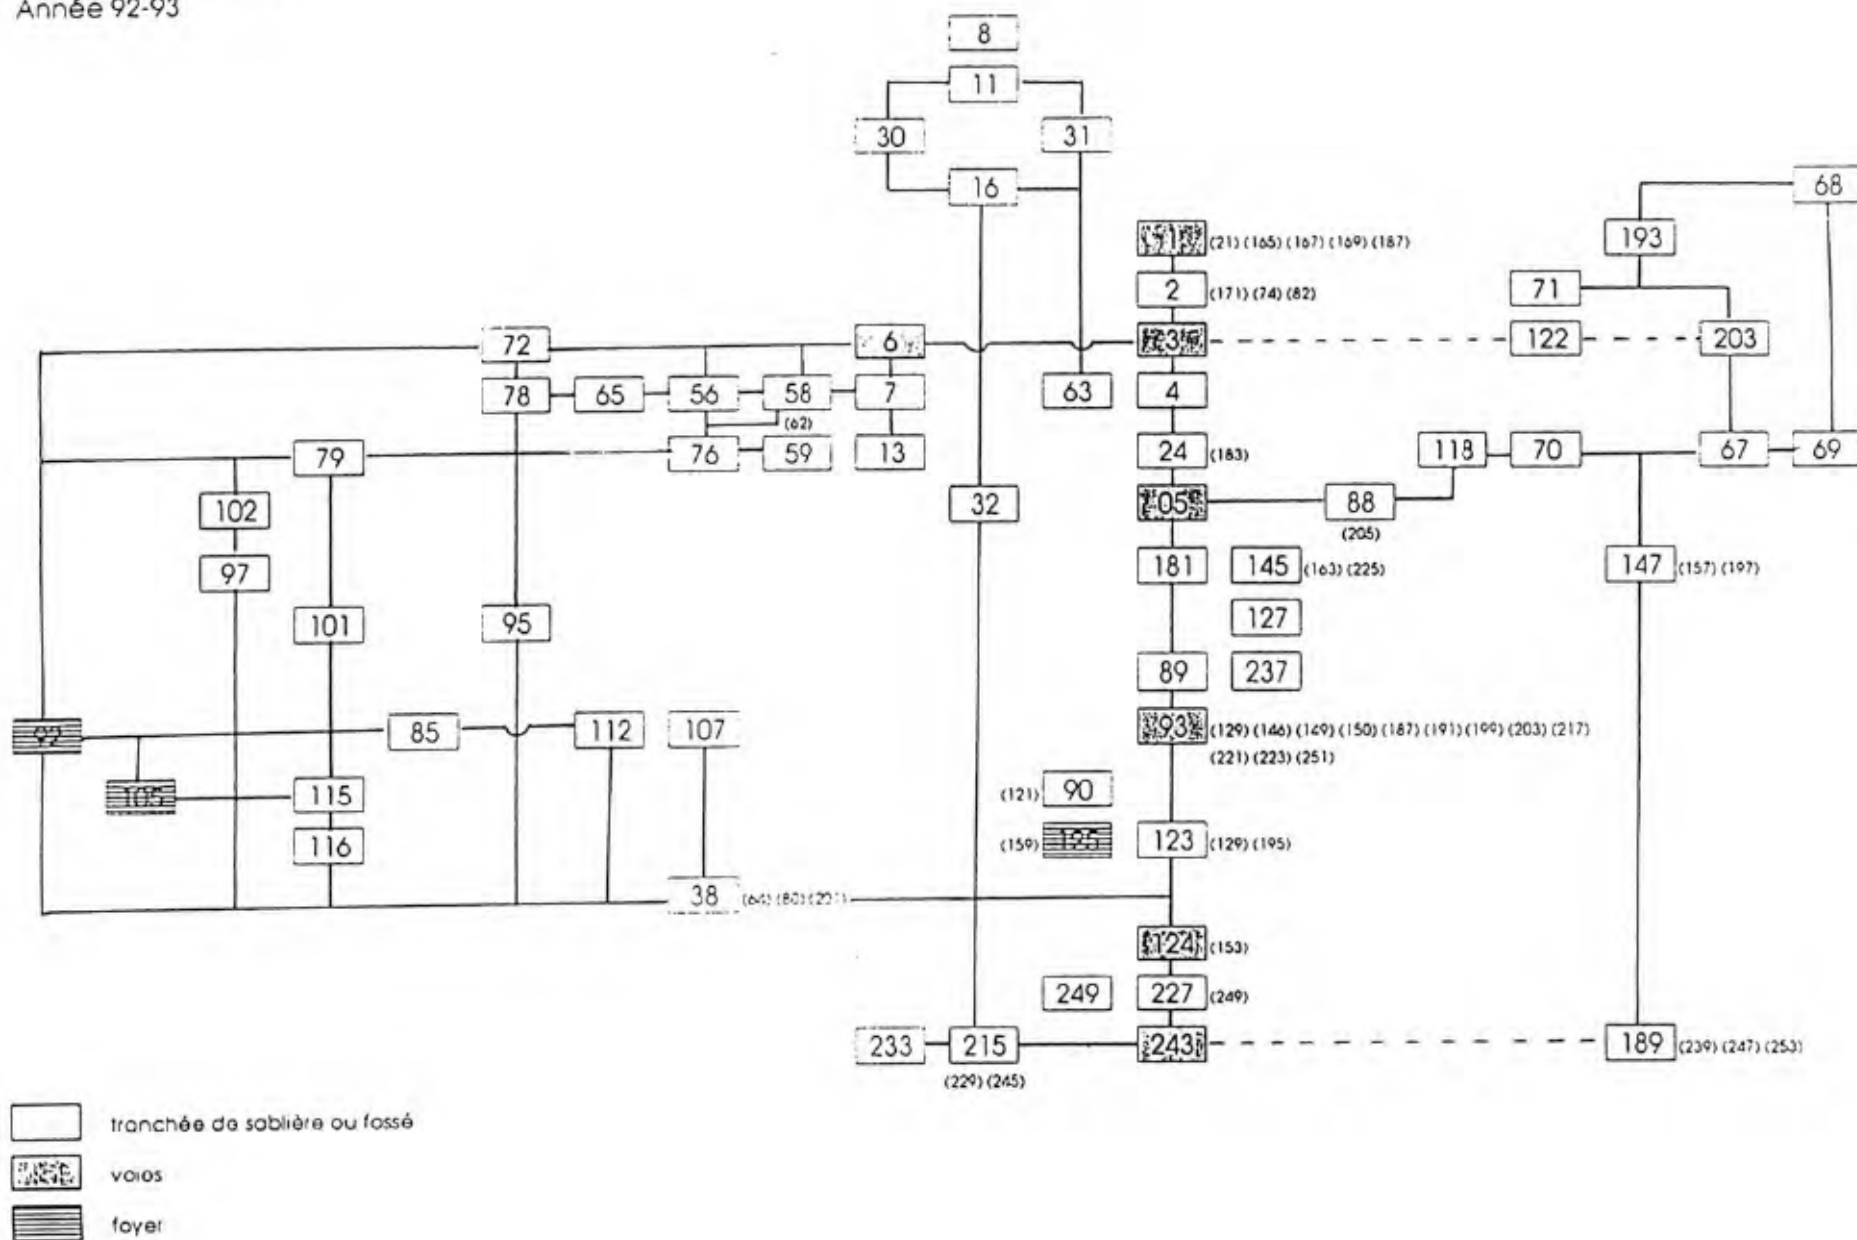 Année 92-93
8
11
30 31
16
68
1 (21) (165) (167) (169) (187)
193
2 (171) (74) (82)
71
72 6 3 122 203
78 65 56 58 7 63 4
(62)
79 76 59 13 24 (183) 118 70 67 69
102 32 05 88
(205)
97 181 145 (163) (225) 147 (157) (197)
101 95 127
89 237
92 85 112 107 93 (129) (146) (149) (150) (187) (191) (199) (203) (217)
(221) (223) (251)
105 115 (121) 90
116 (159) 125 123 (129) (195)
38 (64) (80)
124 (153)
249 227 (249)
233 215 243 189 (239) (247) (253)
(229) (245)
tranchée de sablière ou fossé
voies
foyer